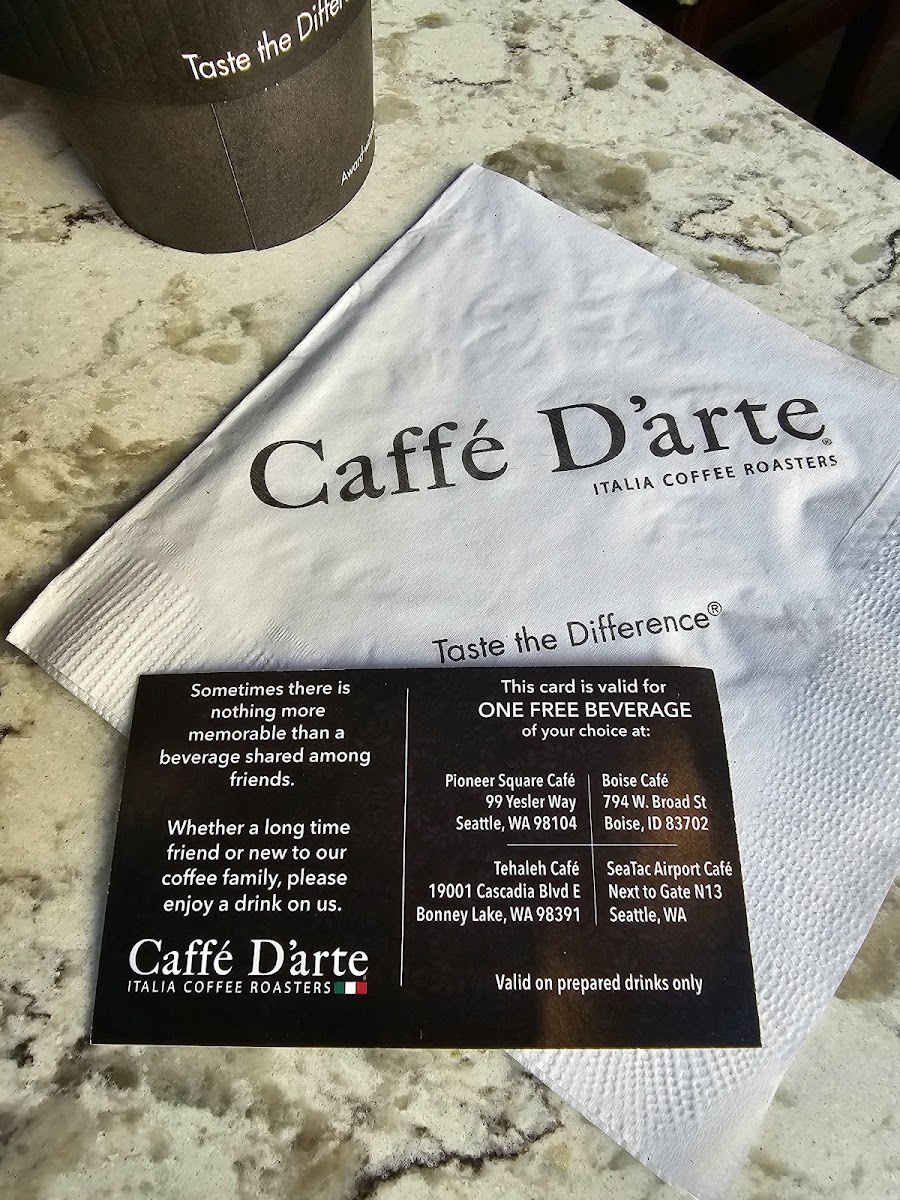 Taste the
Caffé D'arte®
ITALIA COFFEE ROASTERS
Taste the Difference®
Sometimes there is
nothing more
memorable than a
beverage shared among
friends.
Whether a long time
friend or new to our
coffee family, please
enjoy a drink on us.
Caffé D'arte
ITALIA COFFEE ROASTERS
This card is valid for
ONE FREE BEVERAGE
of your choice at:
Pioneer Square Café
99 Yesler Way
Seattle, WA 98104
Boise Café
794 W. Broad St
Boise, ID 83702
Tehaleh Café
19001 Cascadia Blvd E
Bonney Lake, WA 98391
SeaTac Airport Café
Next to Gate N13
Seattle, WA
Valid on prepared drinks only